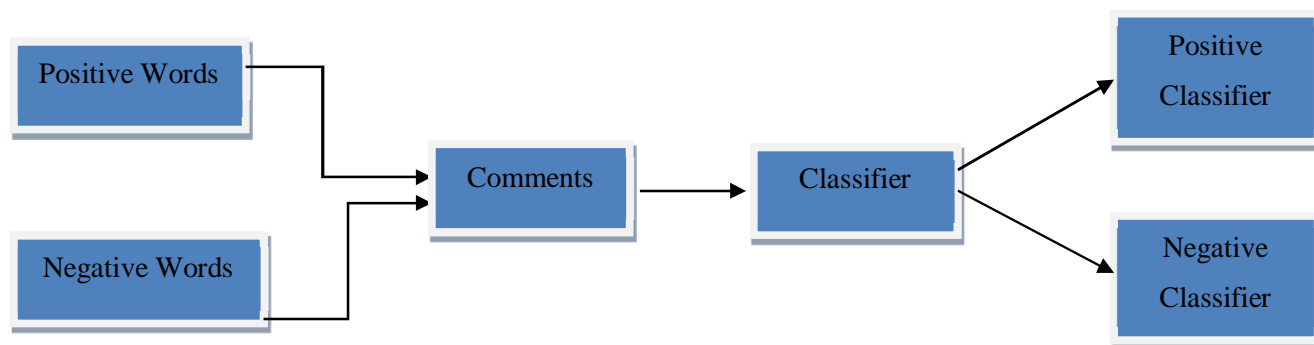 Positive Words
Negative Words
Comments
Classifier
Positive
Classifier
Negative
Classifier